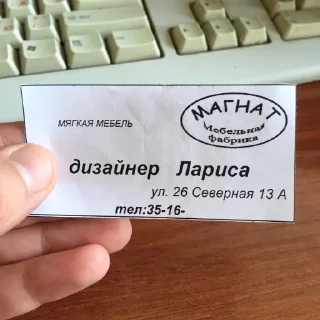 МАГНАТ
Мебельная
фабрика
МЯГКАЯ МЕБЕЛЬ
дизайнер Лариса
ул. 26 Северная 13 А
тел:35-16-